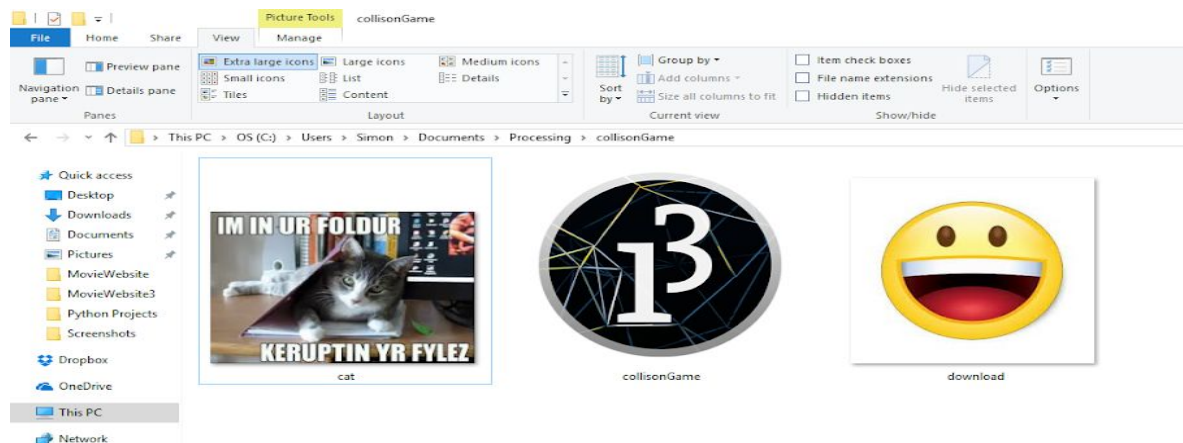 Picture Tools collisonGame
File Home Share View Manage
Navigation pane
Preview pane
Details pane
Panes
Extra large icons Large icons Medium icons
Small icons List Details
Tiles Content
Layout
Sort by
Group by
Add columns
Size all columns to fit
Current view
Item check boxes
File name extensions
Hidden items
Hide selected items
Show/hide
Options
This PC > OS (C:) > Users > Simon > Documents > Processing > collisonGame
Quick access
Desktop
Downloads
Documents
Pictures
MovieWebsite
MovieWebsite3
Python Projects
Screenshots
Dropbox
OneDrive
This PC
Network
IM IN UR FOLDUR
KERUPTIN YR FYLEZ
cat
13
collisonGame
download